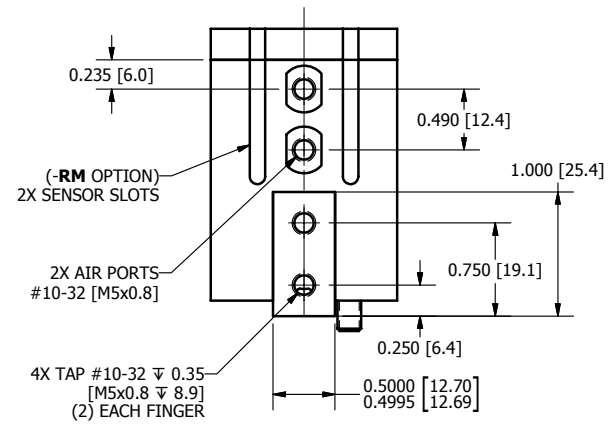 0.235 [6.0]
0.490 [12.4]
(-RM OPTION)
2X SENSOR SLOTS
1.000 [25.4]
2X AIR PORTS
#10-32 [M5x0.8]
0.750 [19.1]
0.250 [6.4]
4X TAP #10-32 ↧ 0.35
[M5x0.8 ↧ 8.9]
(2) EACH FINGER
0.5000 [12.70]
0.4995 [12.69]